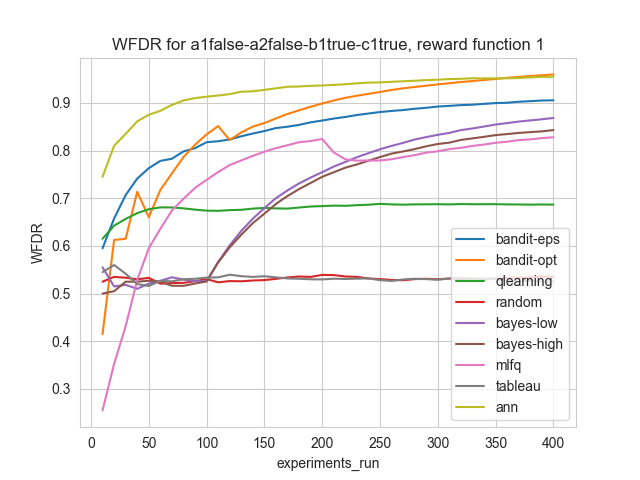 WFDR for a1false-a2false-b1true-c1true, reward function 1
WFDR
0.9
0.8
0.7
0.6
0.5
0.4
0.3
0
50
100
150
200
250
300
350
400
experiments_run
bandit-eps
bandit-opt
qlearning
random
bayes-low
bayes-high
mlfq
tableau
ann